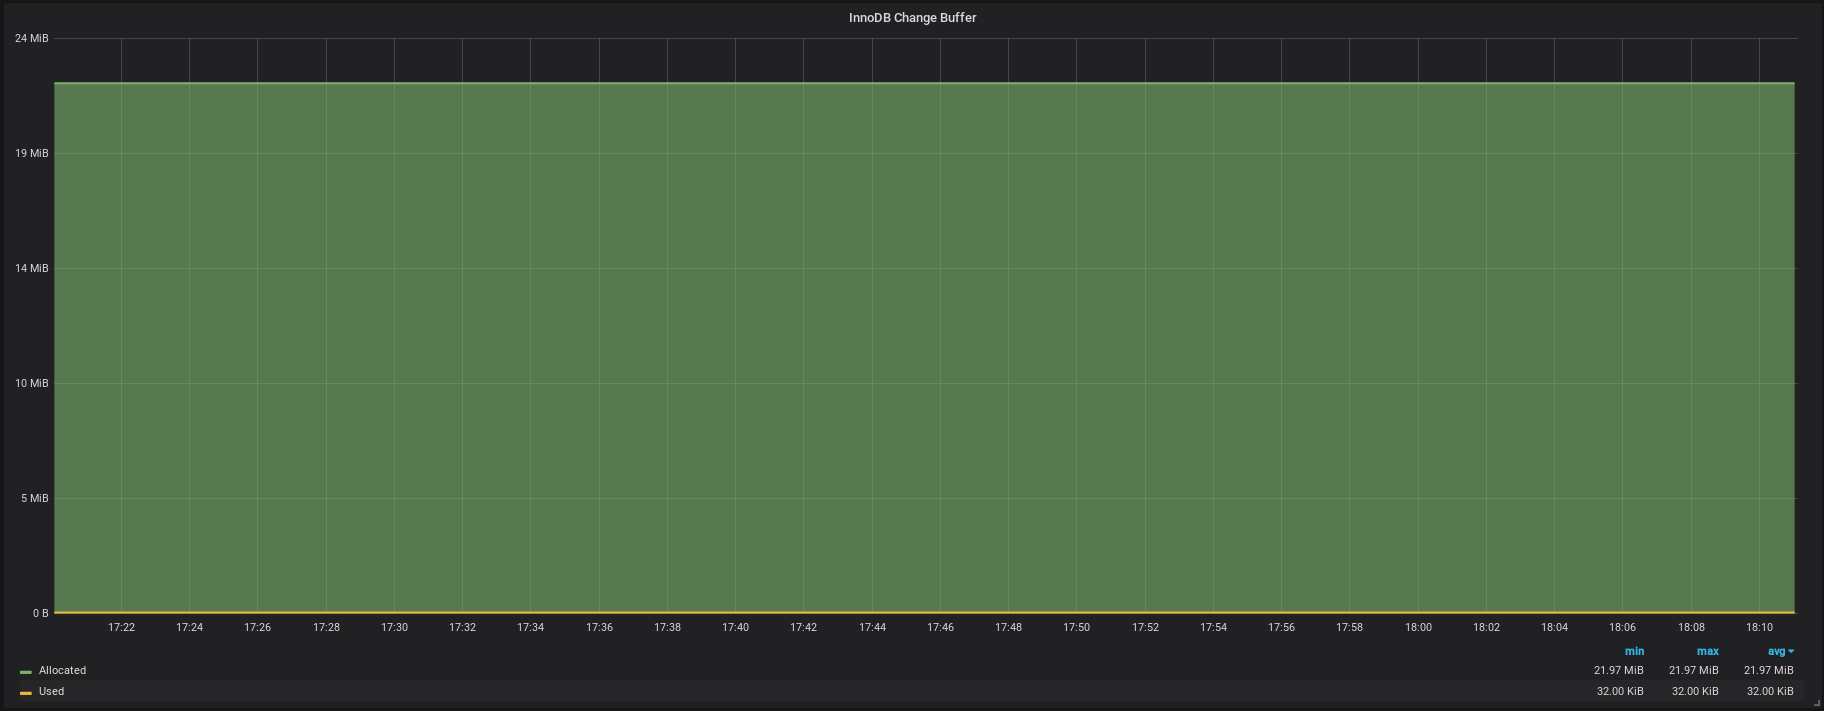 InnoDB Change Buffer
24 MiB
19 MiB
14 MiB
10 MiB
5 MiB
0 B
17:22 17:24 17:26 17:28 17:30 17:32 17:34 17:36 17:38 17:40 17:42 17:44 17:46 17:48 17:50 17:52 17:54 17:56 17:58 18:00 18:02 18:04 18:06 18:08 18:10
min max avg
Allocated 21.97 MiB 21.97 MiB 21.97 MiB
Used 32.00 KiB 32.00 KiB 32.00 KiB